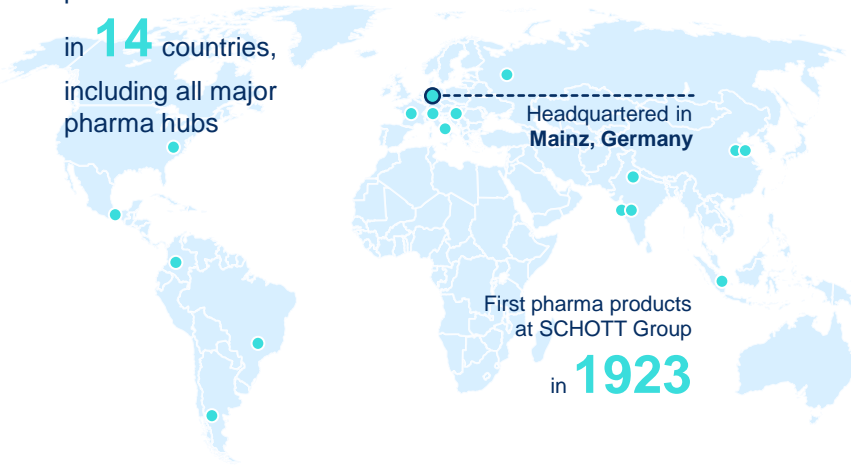 in 14 countries,
including all major
pharma hubs
Headquartered in
Mainz, Germany
First pharma products
at SCHOTT Group
in 1923